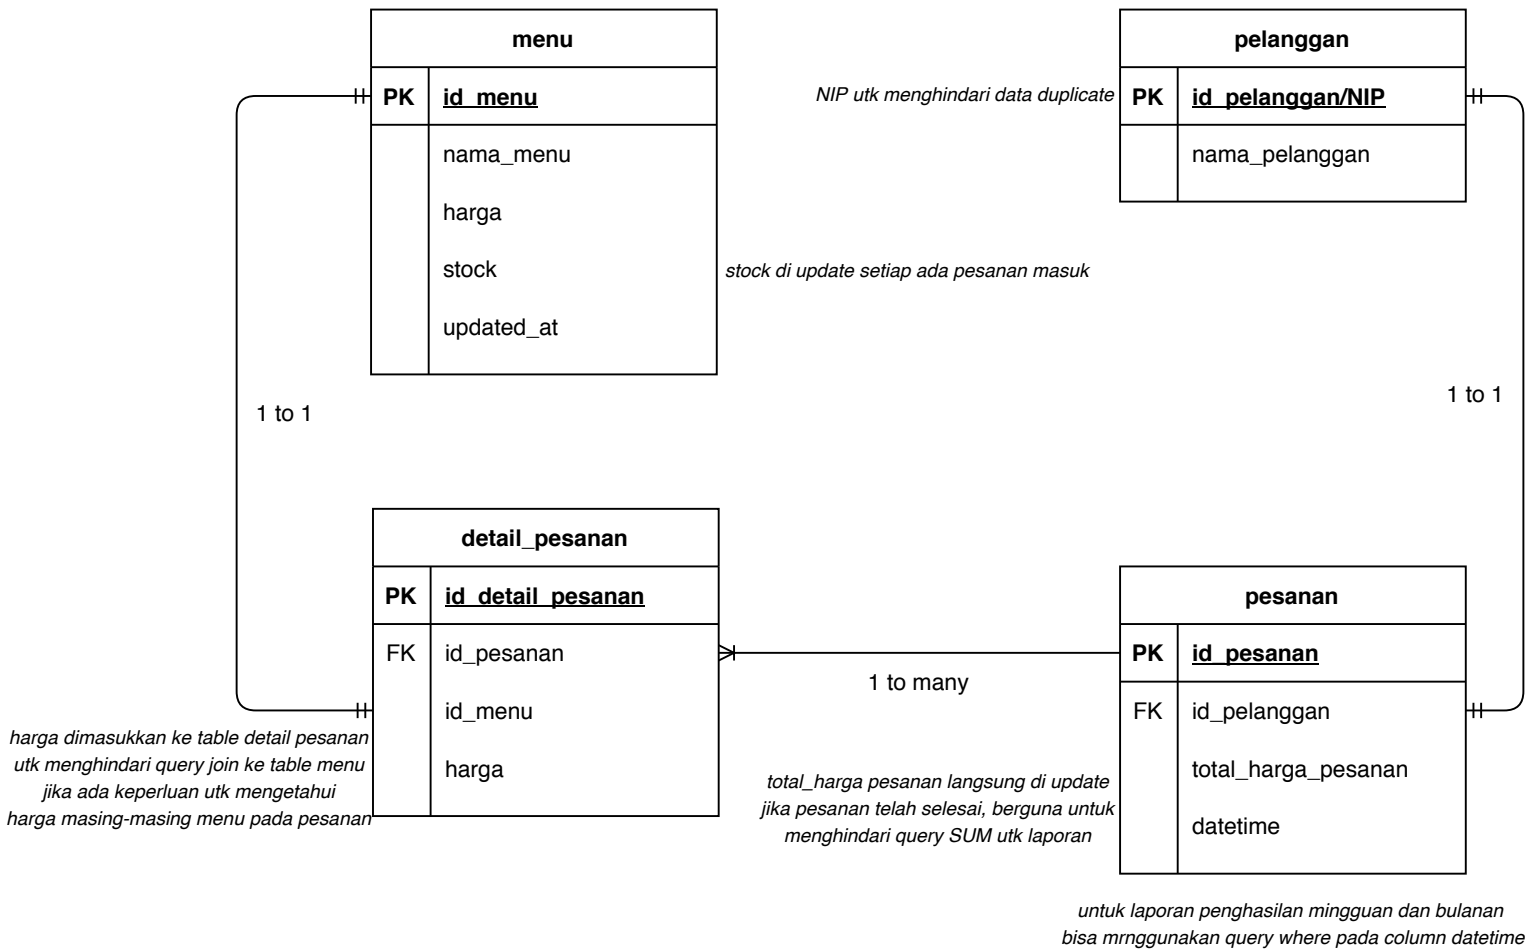 menu
PK id_menu
nama_menu
harga
stock
updated_at
stock di update setiap ada pesanan masuk
NIP utk menghindari data duplicate
pelanggan
PK id_pelanggan/NIP
nama_pelanggan
1 to 1
1 to 1
detail_pesanan
PK id_detail_pesanan
FK id_pesanan
id_menu
harga
harga dimasukkan ke table detail pesanan
utk menghindari query join ke table menu
jika ada keperluan utk mengetahui
harga masing-masing menu pada pesanan
1 to many
pesanan
PK id_pesanan
FK id_pelanggan
total_harga_pesanan
datetime
total_harga pesanan langsung di update
jika pesanan telah selesai, berguna untuk
menghindari query SUM utk laporan
untuk laporan penghasilan mingguan dan bulanan
bisa mrnggunakan query where pada column datetime